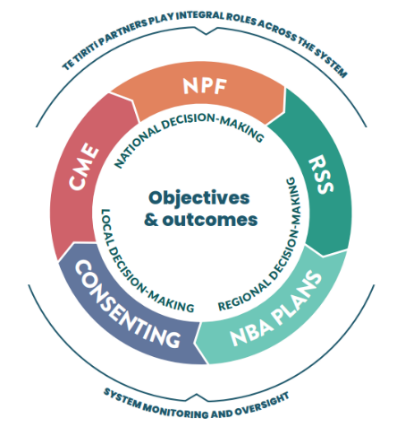 TE TIRITI PARTNERS PLAY INTEGRAL ROLES ACROSS THE SYSTEM
NPF
NATIONAL DECISION-MAKING
CME
RSS
Objectives
& outcomes
LOCAL DECISION-MAKING
REGIONAL DECISION-MAKING
CONSENTING
NBA PLANS
SYSTEM MONITORING AND OVERSIGHT